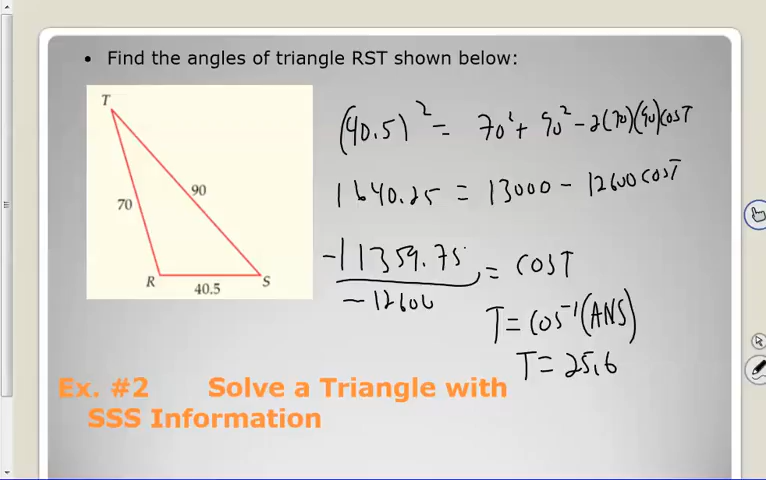 • Find the angles of triangle RST shown below:
T
70
90
R
40.5
S
(40.5)² = 70² + 90² - 2(70)(90)cosT
1640.25 = 13000 - 12600cosT
-11359.75
-12600
= cosT
T = cos⁻¹(ANS)
T = 25.6
Ex. #2 Solve a Triangle with
SSS Information